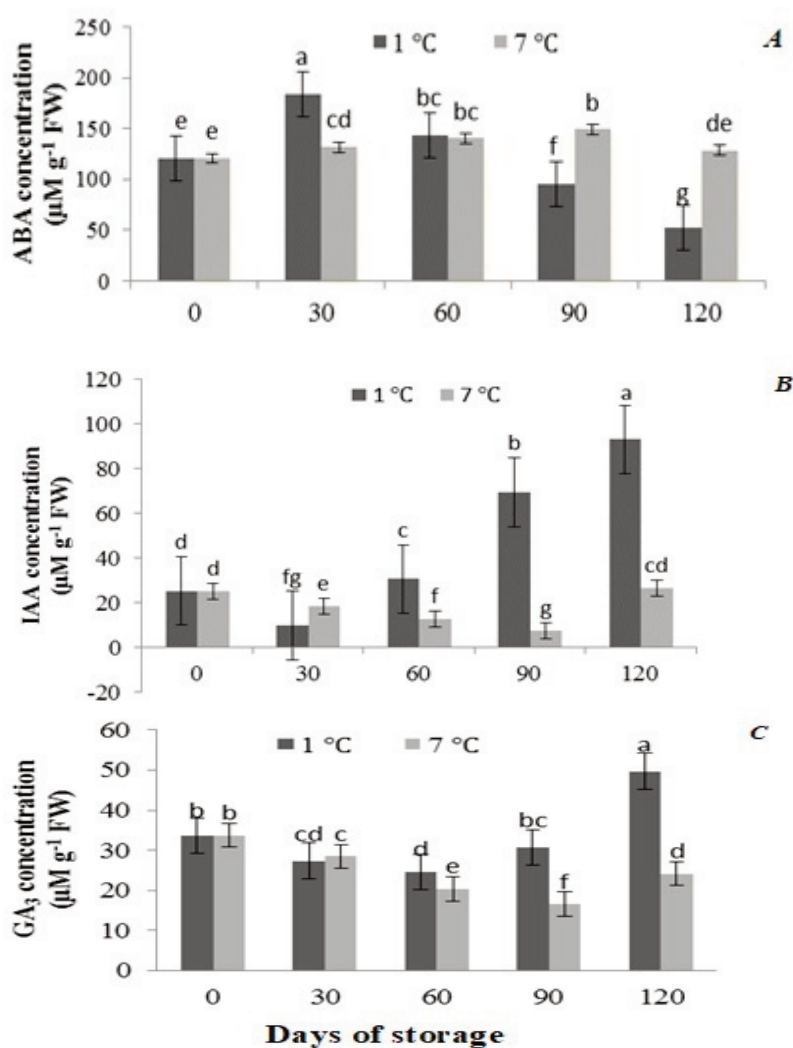 A
1 °C 7 °C
ABA concentration
(µM g-1 FW)
250
200
150
100
50
0
e e a cd bc bc f b g de
0 30 60 90 120
B
1 °C 7 °C
IAA concentration
(µM g-1 FW)
120
100
80
60
40
20
0
-20
d d fg e c f b g a cd
0 30 60 90 120
C
1 °C 7 °C
GA3 concentration
(µM g-1 FW)
60
50
40
30
20
10
0
b b cd c d e bc f a d
0 30 60 90 120
Days of storage